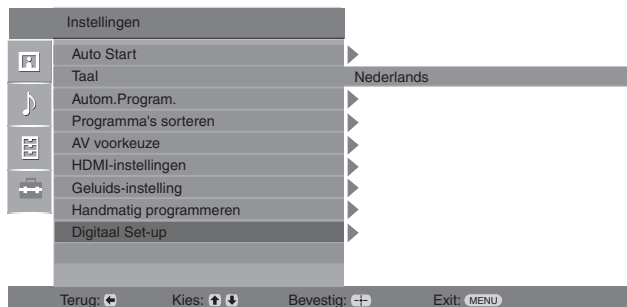 Instellingen
Auto Start
Taal Nederlands
Autom.Program.
Programma's sorteren
AV voorkeuze
HDMI-instellingen
Geluids-instelling
Handmatig programmeren
Digitaal Set-up
Terug: Kies: Bevestig: Exit: MENU